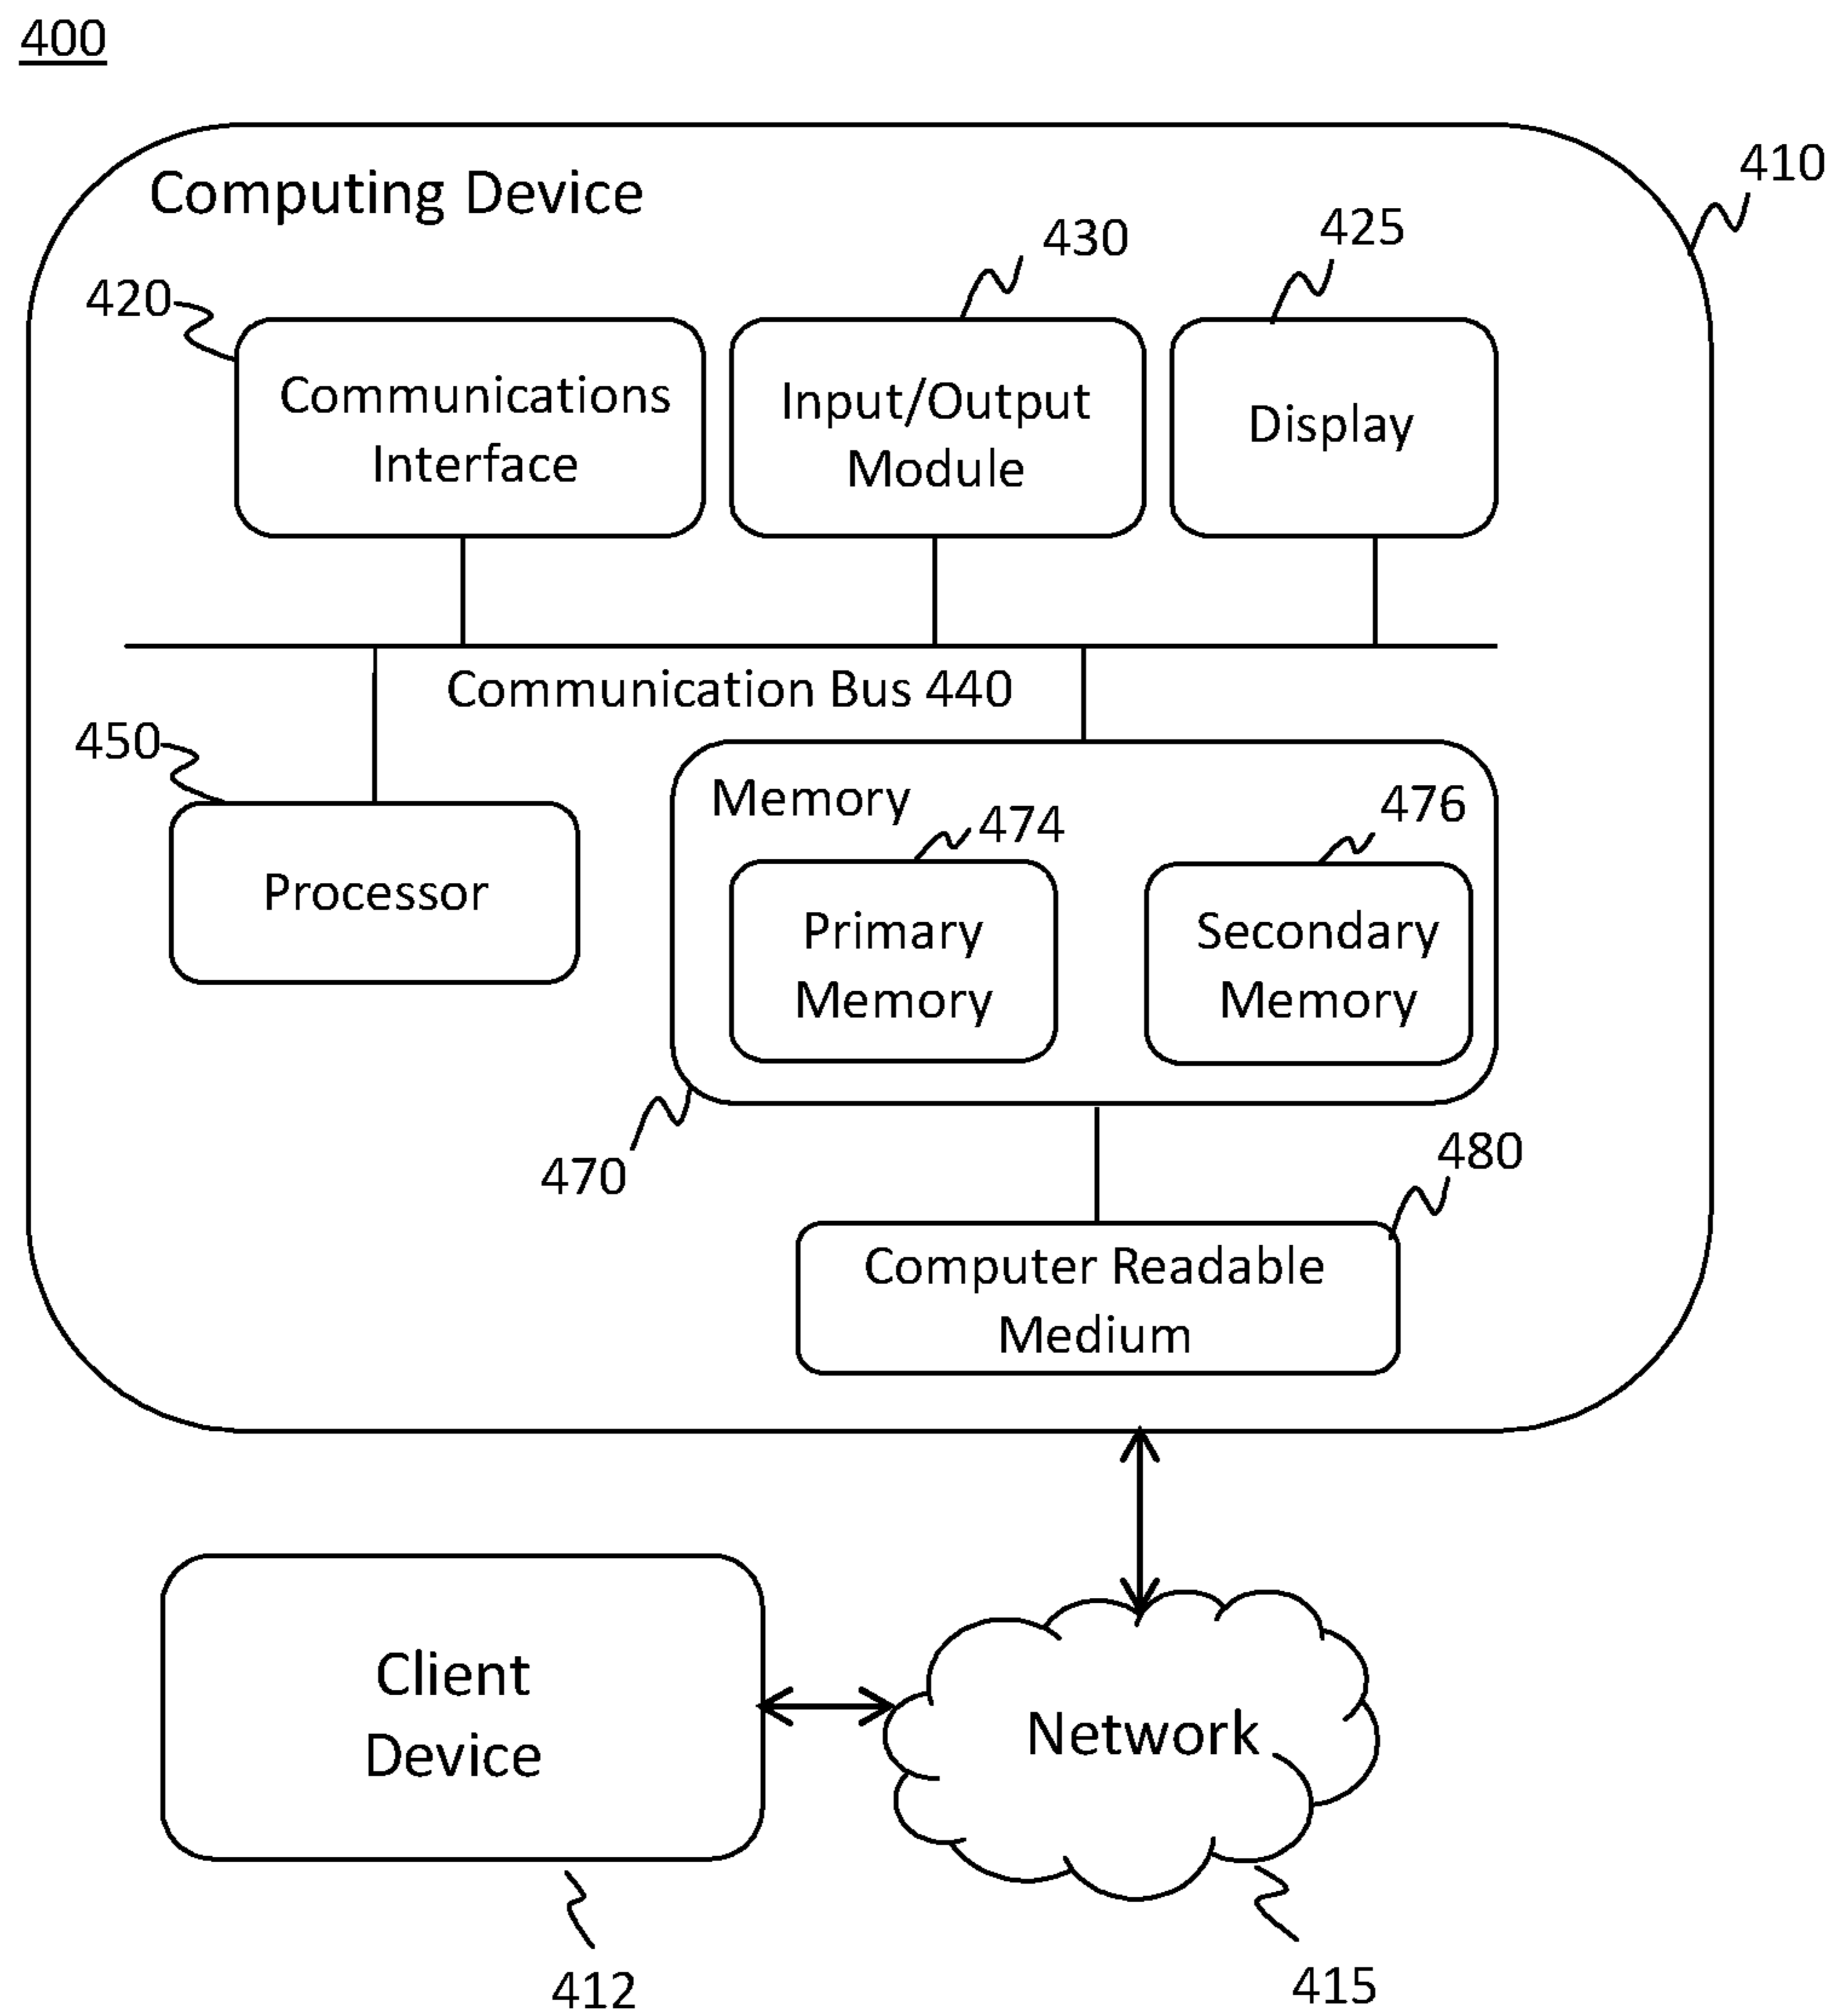 400
Computing Device
410
420
430
425
Communications
Interface
Input/Output
Module
Display
Communication Bus 440
450
Processor
Memory
474
476
Primary
Memory
Secondary
Memory
470
480
Computer Readable
Medium
Client
Device
Network
412
415